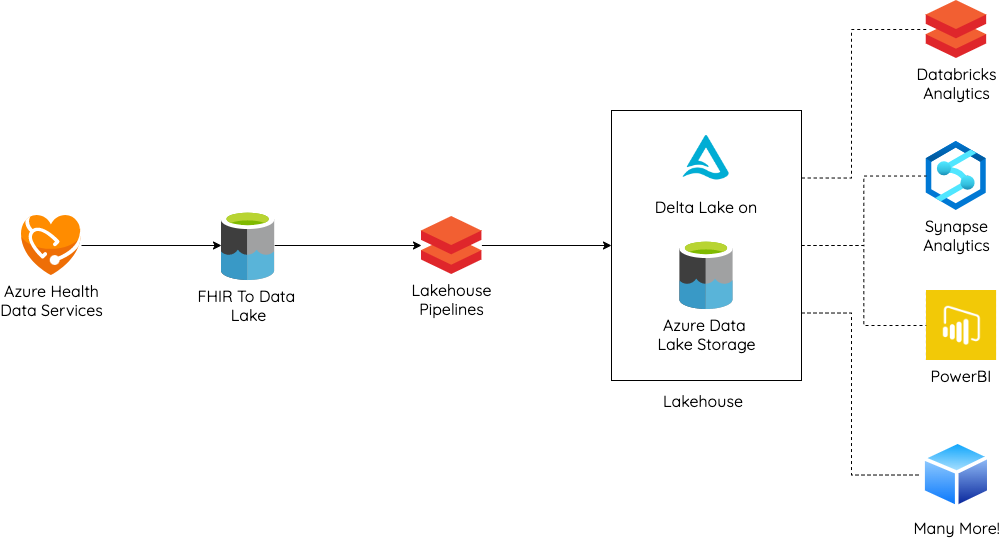 Azure Health
Data Services
FHIR To Data
Lake
Lakehouse
Pipelines
Delta Lake on
Azure Data
Lake Storage
Lakehouse
Databricks
Analytics
Synapse
Analytics
PowerBI
Many More!